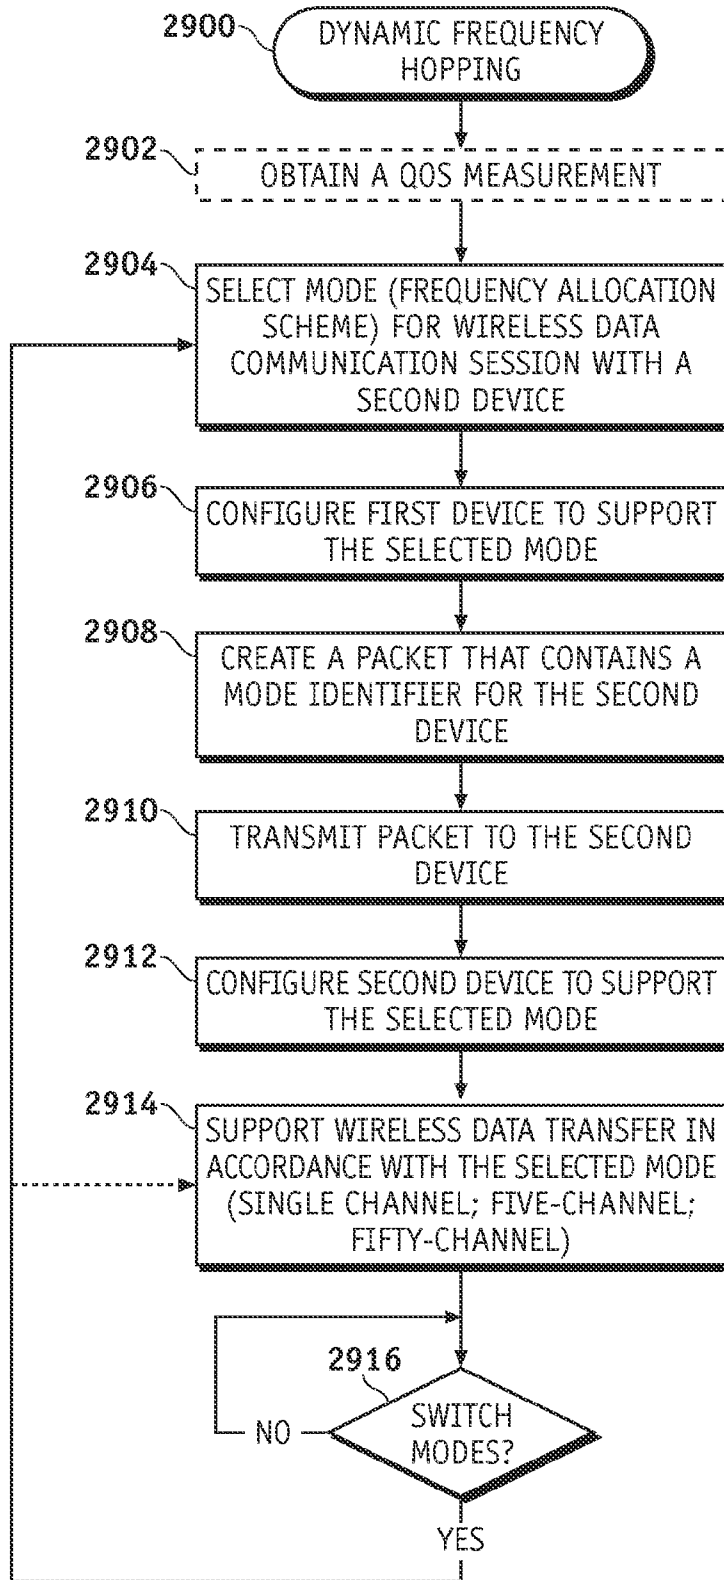 2900
DYNAMIC FREQUENCY
HOPPING
2902
OBTAIN A QOS MEASUREMENT
2904
SELECT MODE (FREQUENCY ALLOCATION
SCHEME) FOR WIRELESS DATA
COMMUNICATION SESSION WITH A
SECOND DEVICE
2906
CONFIGURE FIRST DEVICE TO SUPPORT
THE SELECTED MODE
2908
CREATE A PACKET THAT CONTAINS A
MODE IDENTIFIER FOR THE SECOND
DEVICE
2910
TRANSMIT PACKET TO THE SECOND
DEVICE
2912
CONFIGURE SECOND DEVICE TO SUPPORT
THE SELECTED MODE
2914
SUPPORT WIRELESS DATA TRANSFER IN
ACCORDANCE WITH THE SELECTED MODE
(SINGLE CHANNEL; FIVE-CHANNEL;
FIFTY-CHANNEL)
2916
SWITCH
MODES?
NO
YES